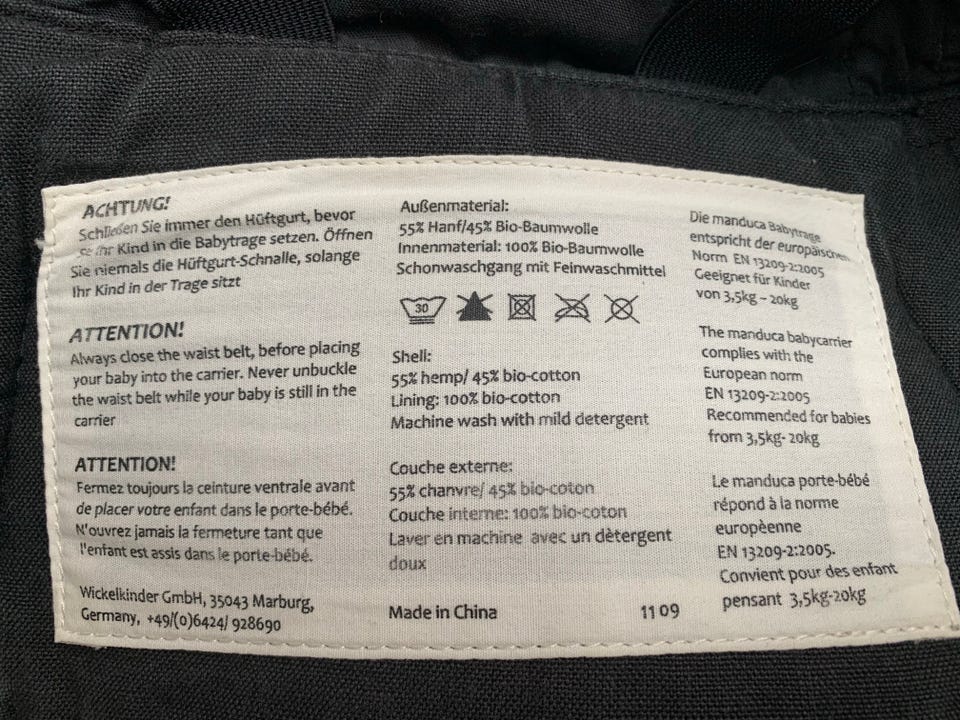 ACHTUNG!
Schließen Sie immer den Hüftgurt, bevor
Sie Ihr Kind in die Babytrage setzen. Öffnen
Sie niemals die Hüftgurt-Schnalle, solange
Ihr Kind in der Trage sitzt
ATTENTION!
Always close the waist belt, before placing
your baby into the carrier. Never unbuckle
the waist belt while your baby is still in the
carrier
ATTENTION!
Fermez toujours la ceinture ventrale avant
de placer votre enfant dans le porte-bébé.
N'ouvrez jamais la fermeture tant que
l'enfant est assis dans le porte-bébé.
Wickelkinder GmbH, 35043 Marburg,
Germany, +49/(0)6424/ 928690
Außenmaterial:
55% Hanf/45% Bio-Baumwolle
Innenmaterial: 100% Bio-Baumwolle
Schonwaschgang mit Feinwaschmittel
30
Shell:
55% hemp/ 45% bio-cotton
Lining: 100% bio-cotton
Machine wash with mild detergent
Couche externe:
55% chanvre/ 45% bio-coton
Couche interne: 100% bio-coton
Laver en machine avec un dètergent
doux
Made in China 11 09
Die manduca Babytrage
entspricht der europäischen
Norm EN 13209-2:2005
Geeignet für Kinder
von 3,5kg – 20kg
The manduca babycarrier
complies with the
European norm
EN 13209-2:2005
Recommended for babies
from 3,5kg- 20kg
Le manduca porte-bébé
répond à la norme
europèenne
EN 13209-2:2005.
Convient pour des enfant
pensant 3,5kg-20kg